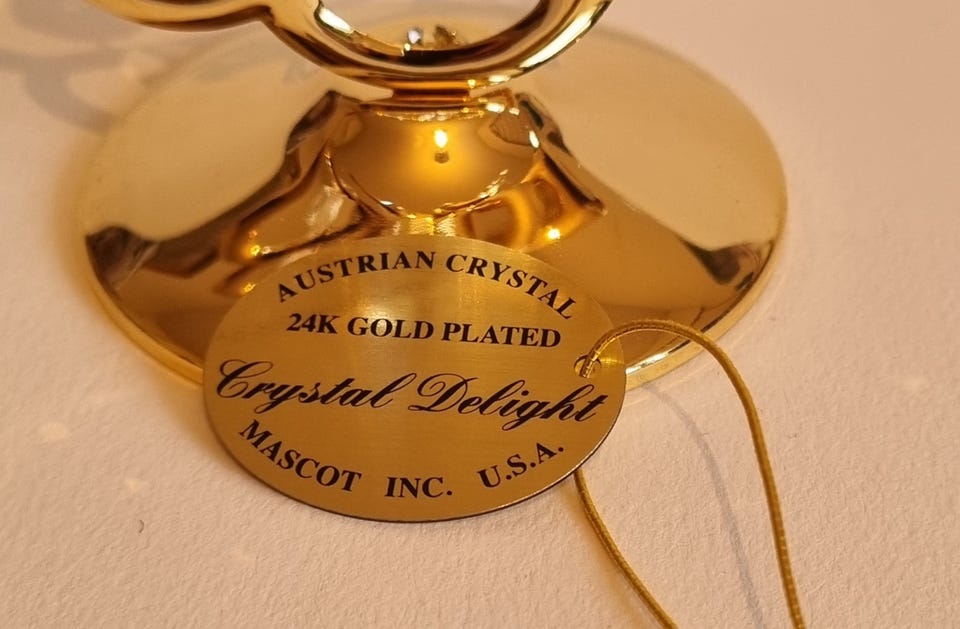 AUSTRIAN CRYSTAL
24K GOLD PLATED
Crystal Delight
MASCOT INC. U.S.A.